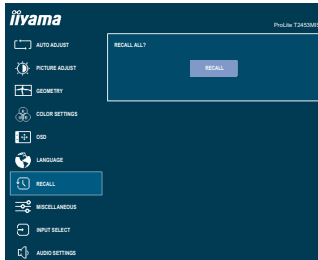 iiyama
ProLite T2453MIS
AUTO ADJUST
RECALL ALL?
PICTURE ADJUST
RECALL
GEOMETRY
COLOR SETTINGS
OSD
LANGUAGE
RECALL
MISCELLANEOUS
INPUT SELECT
AUDIO SETTINGS